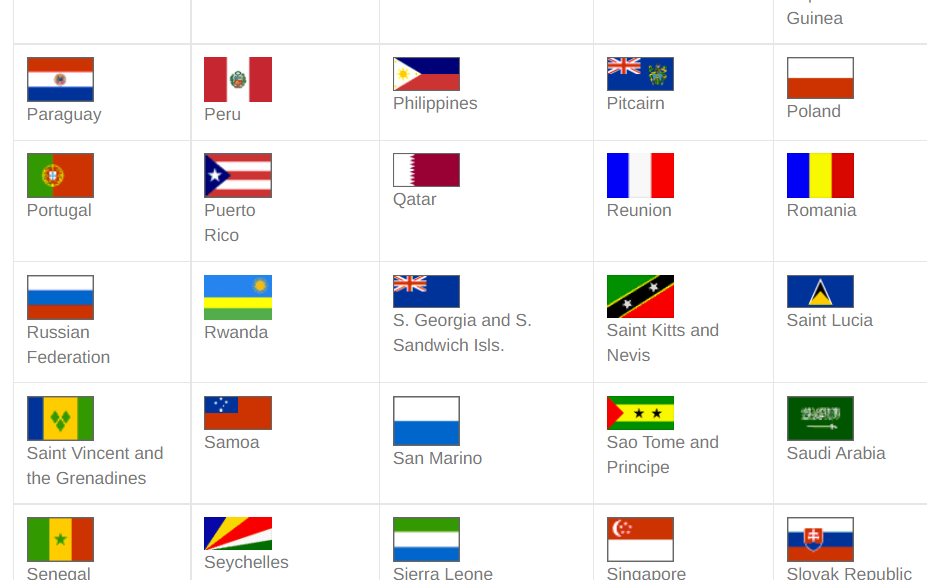 Guinea
Paraguay
Peru
Philippines
Pitcairn
Poland
Portugal
Puerto
Rico
Qatar
Reunion
Romania
Russian
Federation
Rwanda
S. Georgia and S.
Sandwich Isls.
Saint Kitts and
Nevis
Saint Lucia
Saint Vincent and
the Grenadines
Samoa
San Marino
Sao Tome and
Principe
Saudi Arabia
Senegal
Seychelles
Sierra Leone
Singapore
Slovak Republic